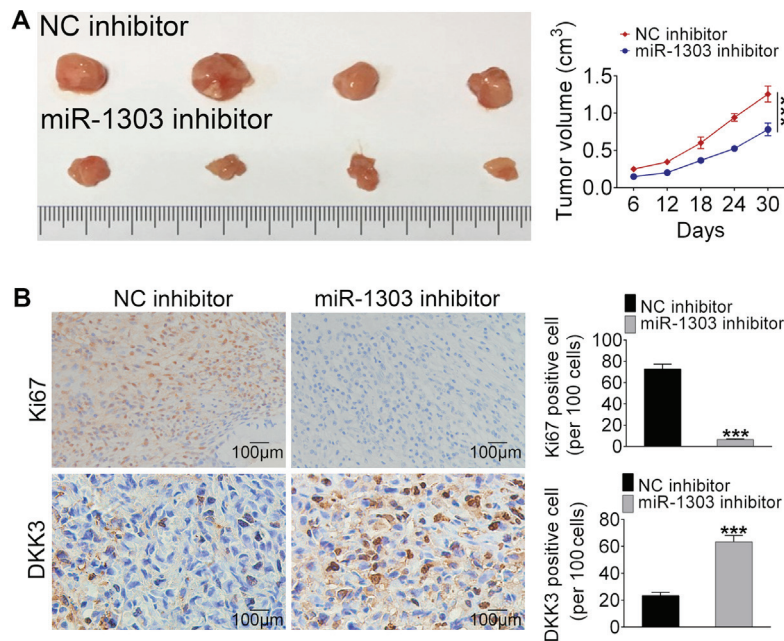 A
NC inhibitor
miR-1303 inhibitor
NC inhibitor
miR-1303 inhibitor
Tumor volume (cm³)
1.5
1.0
0.5
0.0
6 12 18 24 30
Days
***
B
NC inhibitor
miR-1303 inhibitor
Ki67
100μm
100μm
DKK3
100μm
100μm
NC inhibitor
miR-1303 inhibitor
Ki67 positive cell
(per 100 cells)
100
80
60
40
20
0
***
NC inhibitor
miR-1303 inhibitor
DKK3 positive cell
(per 100 cells)
80
60
40
20
0
***